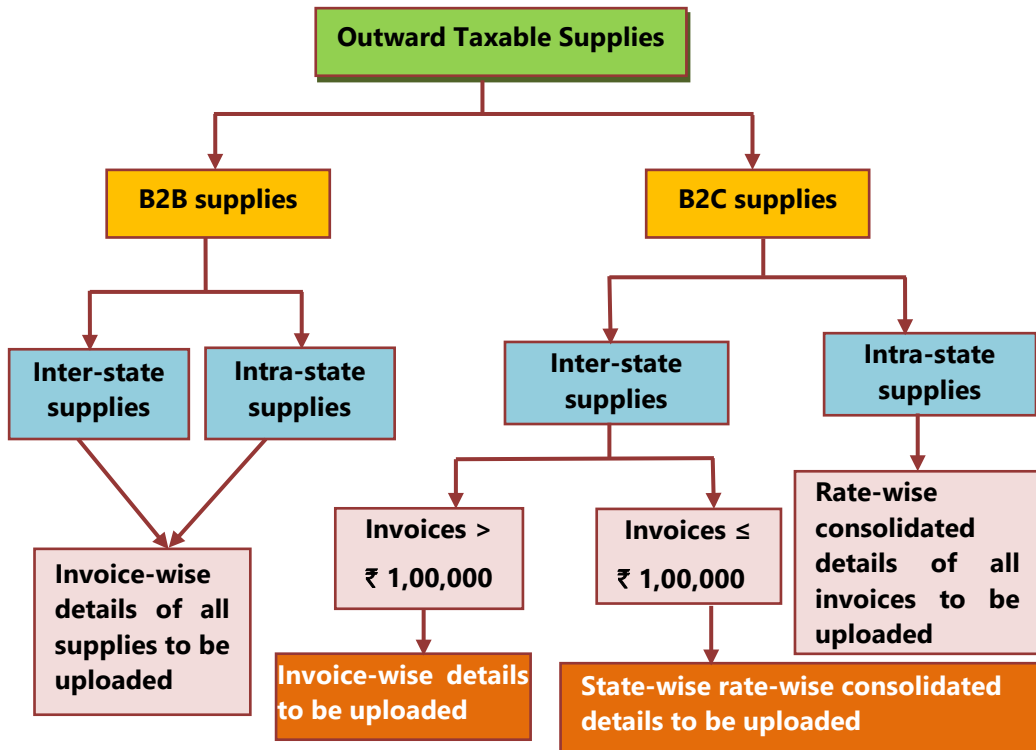 Outward Taxable Supplies
B2B supplies
B2C supplies
Inter-state
supplies
Intra-state
supplies
Inter-state
supplies
Intra-state
supplies
Invoice-wise
details of all
supplies to be
uploaded
Invoices >
₹ 1,00,000
Invoices ≤
₹ 1,00,000
Rate-wise
consolidated
details of all
invoices to be
uploaded
Invoice-wise details
to be uploaded
State-wise rate-wise consolidated
details to be uploaded